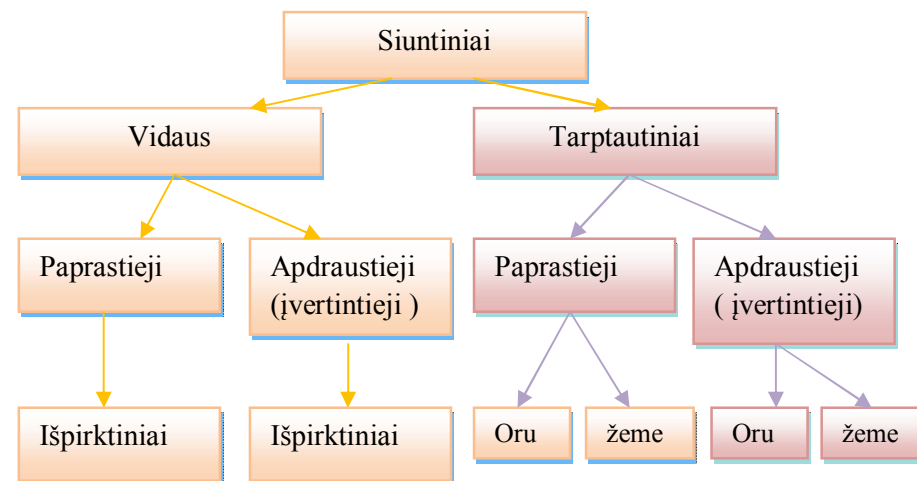 Siuntiniai
Vidaus
Tarptautiniai
Paprastieji
Apdraustieji
(įvertintieji )
Paprastieji
Apdraustieji
( įvertintieji)
Išpirktiniai
Išpirktiniai
Oru
žeme
Oru
žeme